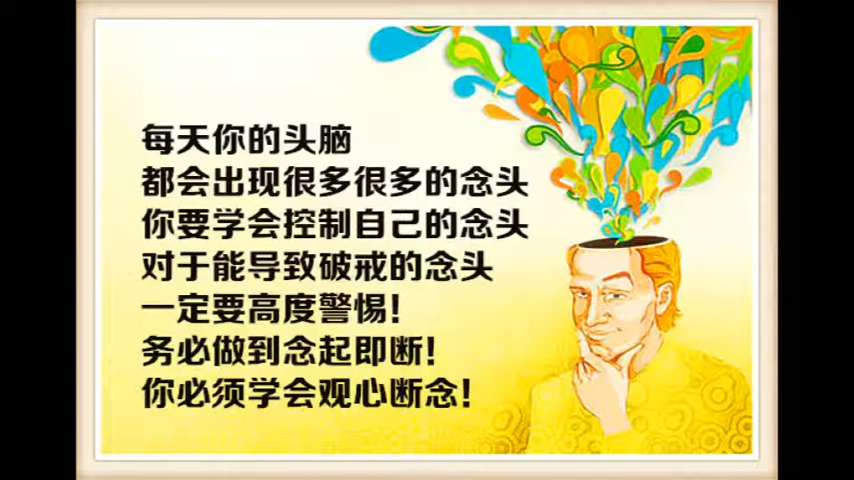 每天你的头脑
都会出现很多很多的念头
你要学会控制自己的念头
对于能导致破戒的念头
一定要高度警惕！
务必做到念起即断！
你必须学会观心断念！